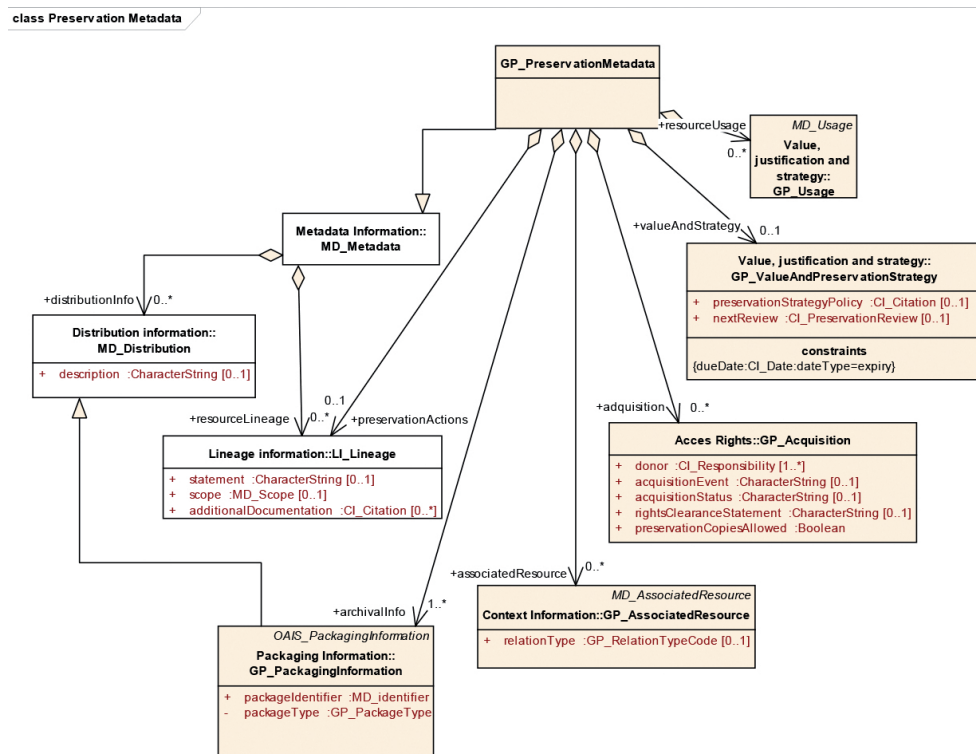 class Preservation Metadata
GP_PreservationMetadata
+resourceUsage
0..*
MD_Usage
Value,
justification and
strategy::
GP_Usage
+valueAndStrategy
0..1
Metadata Information::
MD_Metadata
Value, justification and strategy::
GP_ValueAndPreservationStrategy
+ preservationStrategyPolicy :CI_Citation [0..1]
+ nextReview :CI_PreservationReview [0..1]
constraints
{dueDate:CI_Date:dateType=expiry}
+distributionInfo
0..*
Distribution information::
MD_Distribution
+ description :CharacterString [0..1]
+resourceLineage
0..*
0..1
+preservationActions
+adquisition
0..*
Lineage information::LI_Lineage
+ statement :CharacterString [0..1]
+ scope :MD_Scope [0..1]
+ additionalDocumentation :CI_Citation [0..*]
Acces Rights::GP_Acquisition
+ donor :CI_Responsibility [1..*]
+ acquisitionEvent :CharacterString [0..1]
+ acquisitionStatus :CharacterString [0..1]
+ rightsClearanceStatement :CharacterString [0..1]
+ preservationCopiesAllowed :Boolean
+associatedResource
0..*
+archivalInfo
1..*
MD_AssociatedResource
Context Information::GP_AssociatedResource
+ relationType :GP_RelationTypeCode [0..1]
OAIS_PackagingInformation
Packaging Information::
GP_PackagingInformation
+ packageIdentifier :MD_identifier
- packageType :GP_PackageType